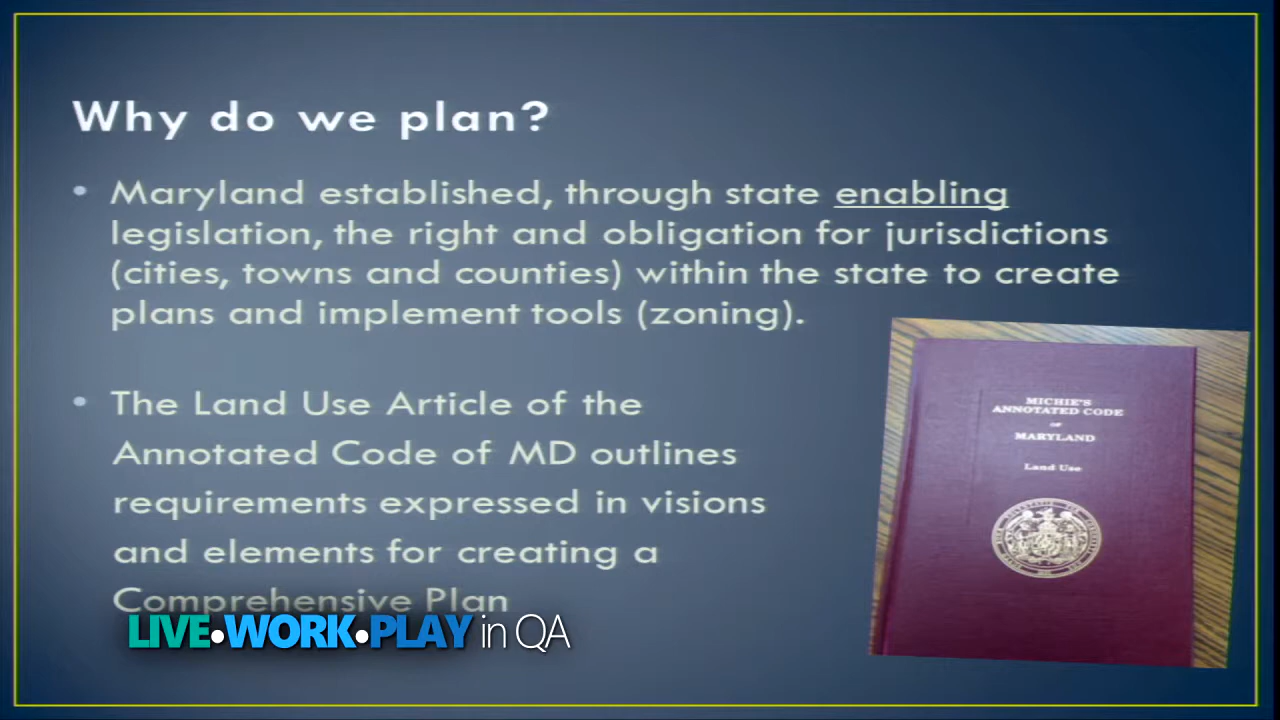 Why do we plan?
• Maryland established, through state enabling
legislation, the right and obligation for jurisdictions
(cities, towns and counties) within the state to create
plans and implement tools (zoning).
• The Land Use Article of the
Annotated Code of MD outlines
requirements expressed in visions
and elements for creating a
Comprehensive Plan
MICHIE'S
ANNOTATED CODE
OF
MARYLAND
Land Use
LIVE•WORK•PLAY in QA